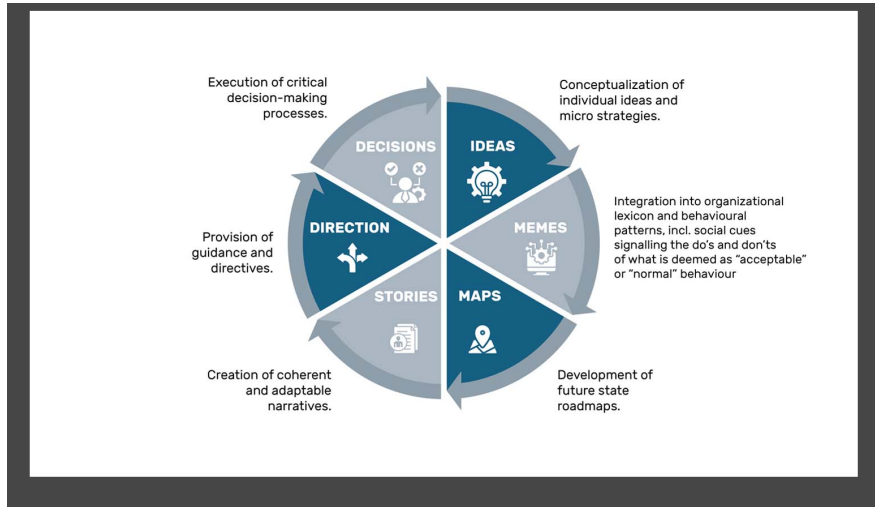 Execution of critical
decision-making
processes.
Conceptualization of
individual ideas and
micro strategies.
DECISIONS
IDEAS
Integration into organizational
lexicon and behavioural
patterns, incl. social cues
signalling the do's and don'ts
of what is deemed as “acceptable”
or “normal” behaviour
DIRECTION
MEMES
Provision of
guidance and
directives.
STORIES
MAPS
Creation of coherent
and adaptable
narratives.
Development of
future state
roadmaps.